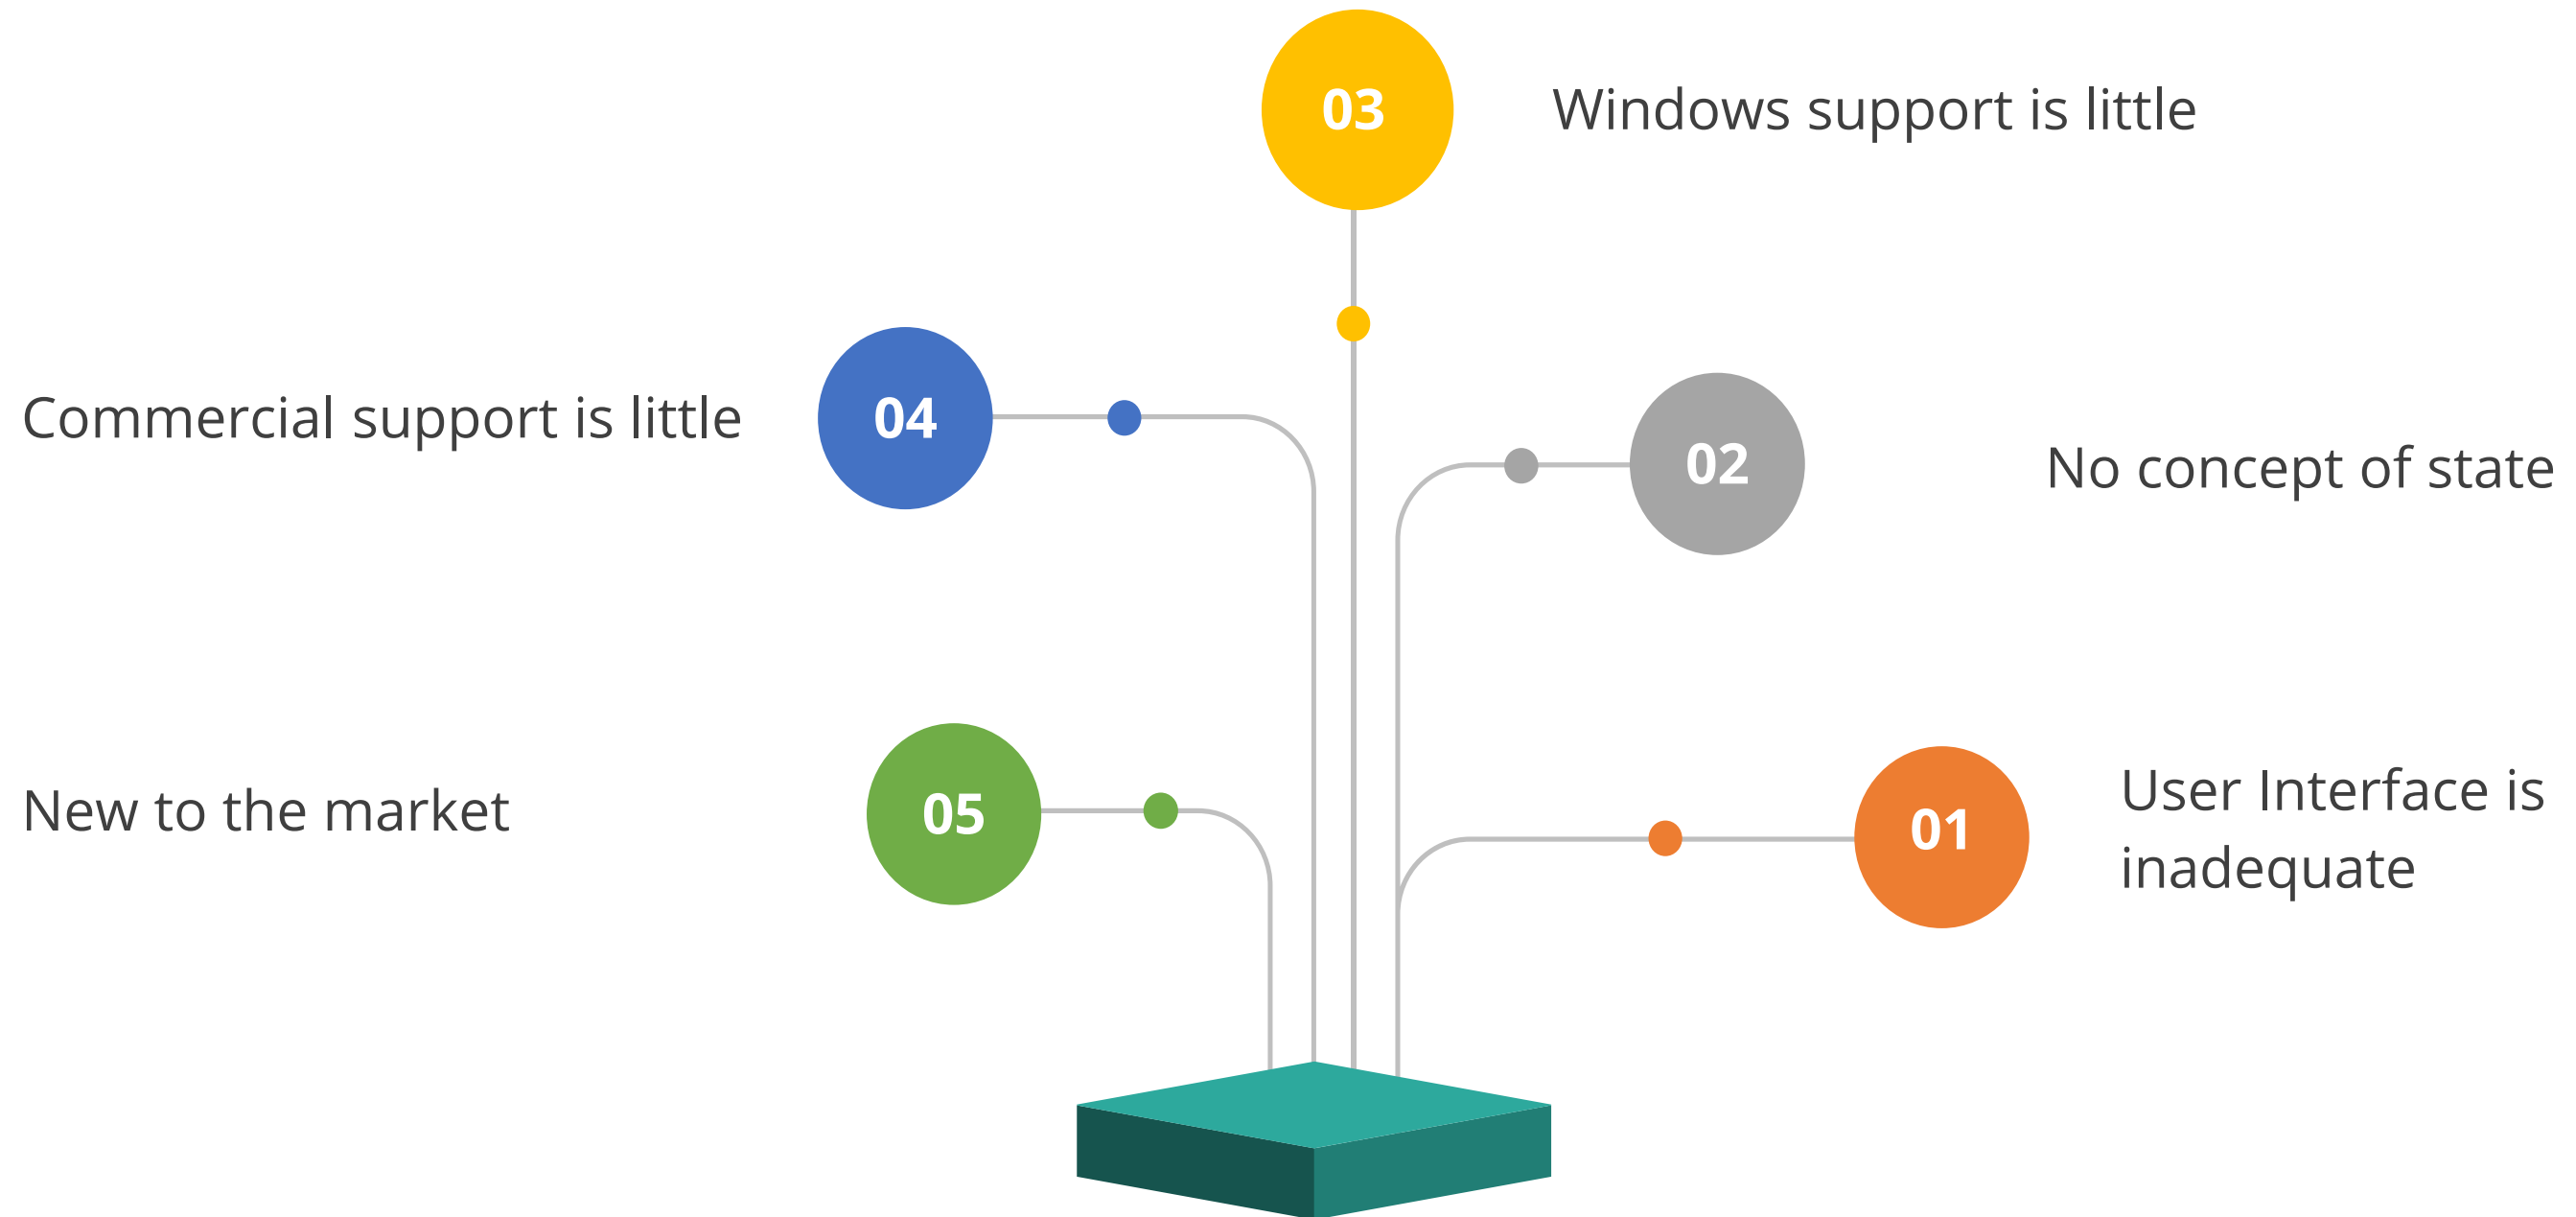 03
Windows support is little
Commercial support is little
04
02
No concept of state
New to the market
05
01
User Interface is
inadequate